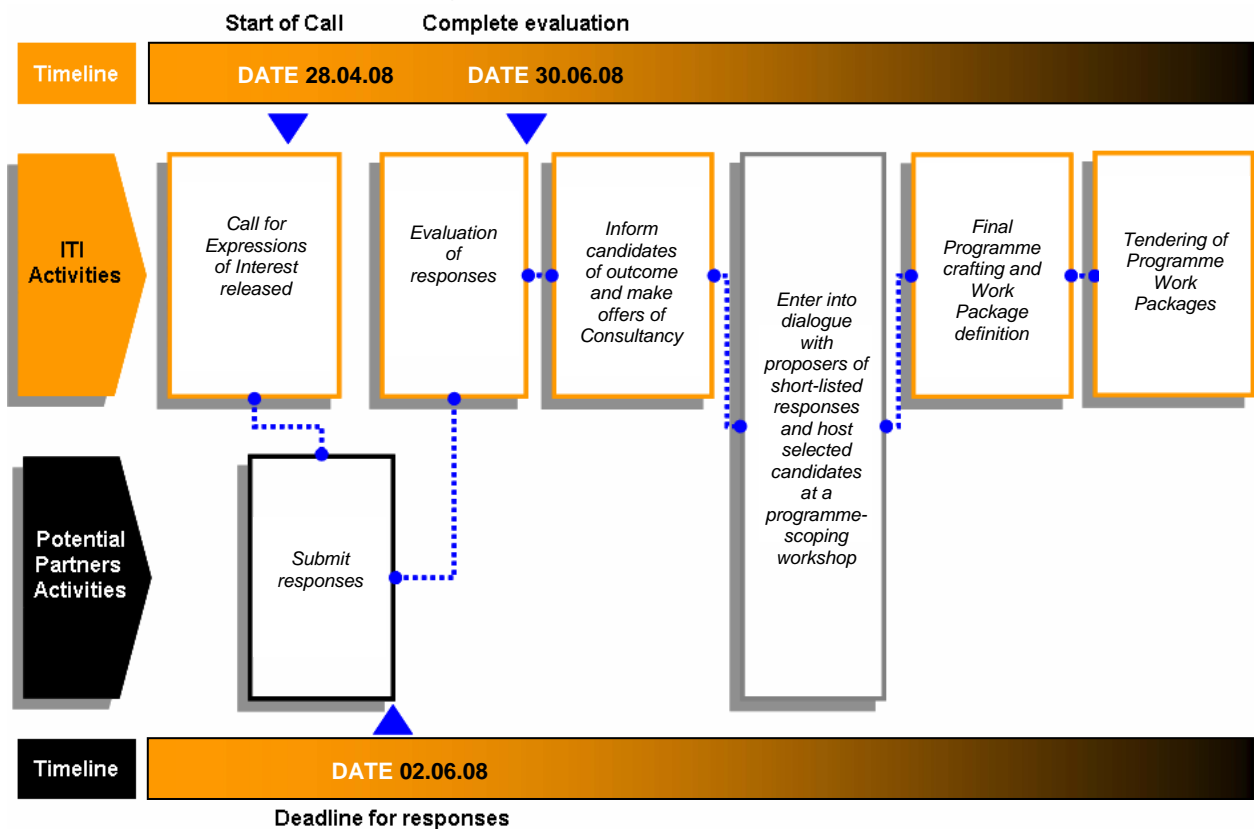 Start of Call
Complete evaluation
Timeline
DATE 28.04.08
DATE 30.06.08
ITI
Activities
Call for
Expressions
of Interest
released
Evaluation
of
responses
Inform
candidates
of outcome
and make
offers of
Consultancy
Enter into
dialogue
with
proposers of
short-listed
responses
and host
selected
candidates
at a
programme-
scoping
workshop
Final
Programme
crafting and
Work
Package
definition
Tendering of
Programme
Work
Packages
Potential
Partners
Activities
Submit
responses
Timeline
DATE 02.06.08
Deadline for responses